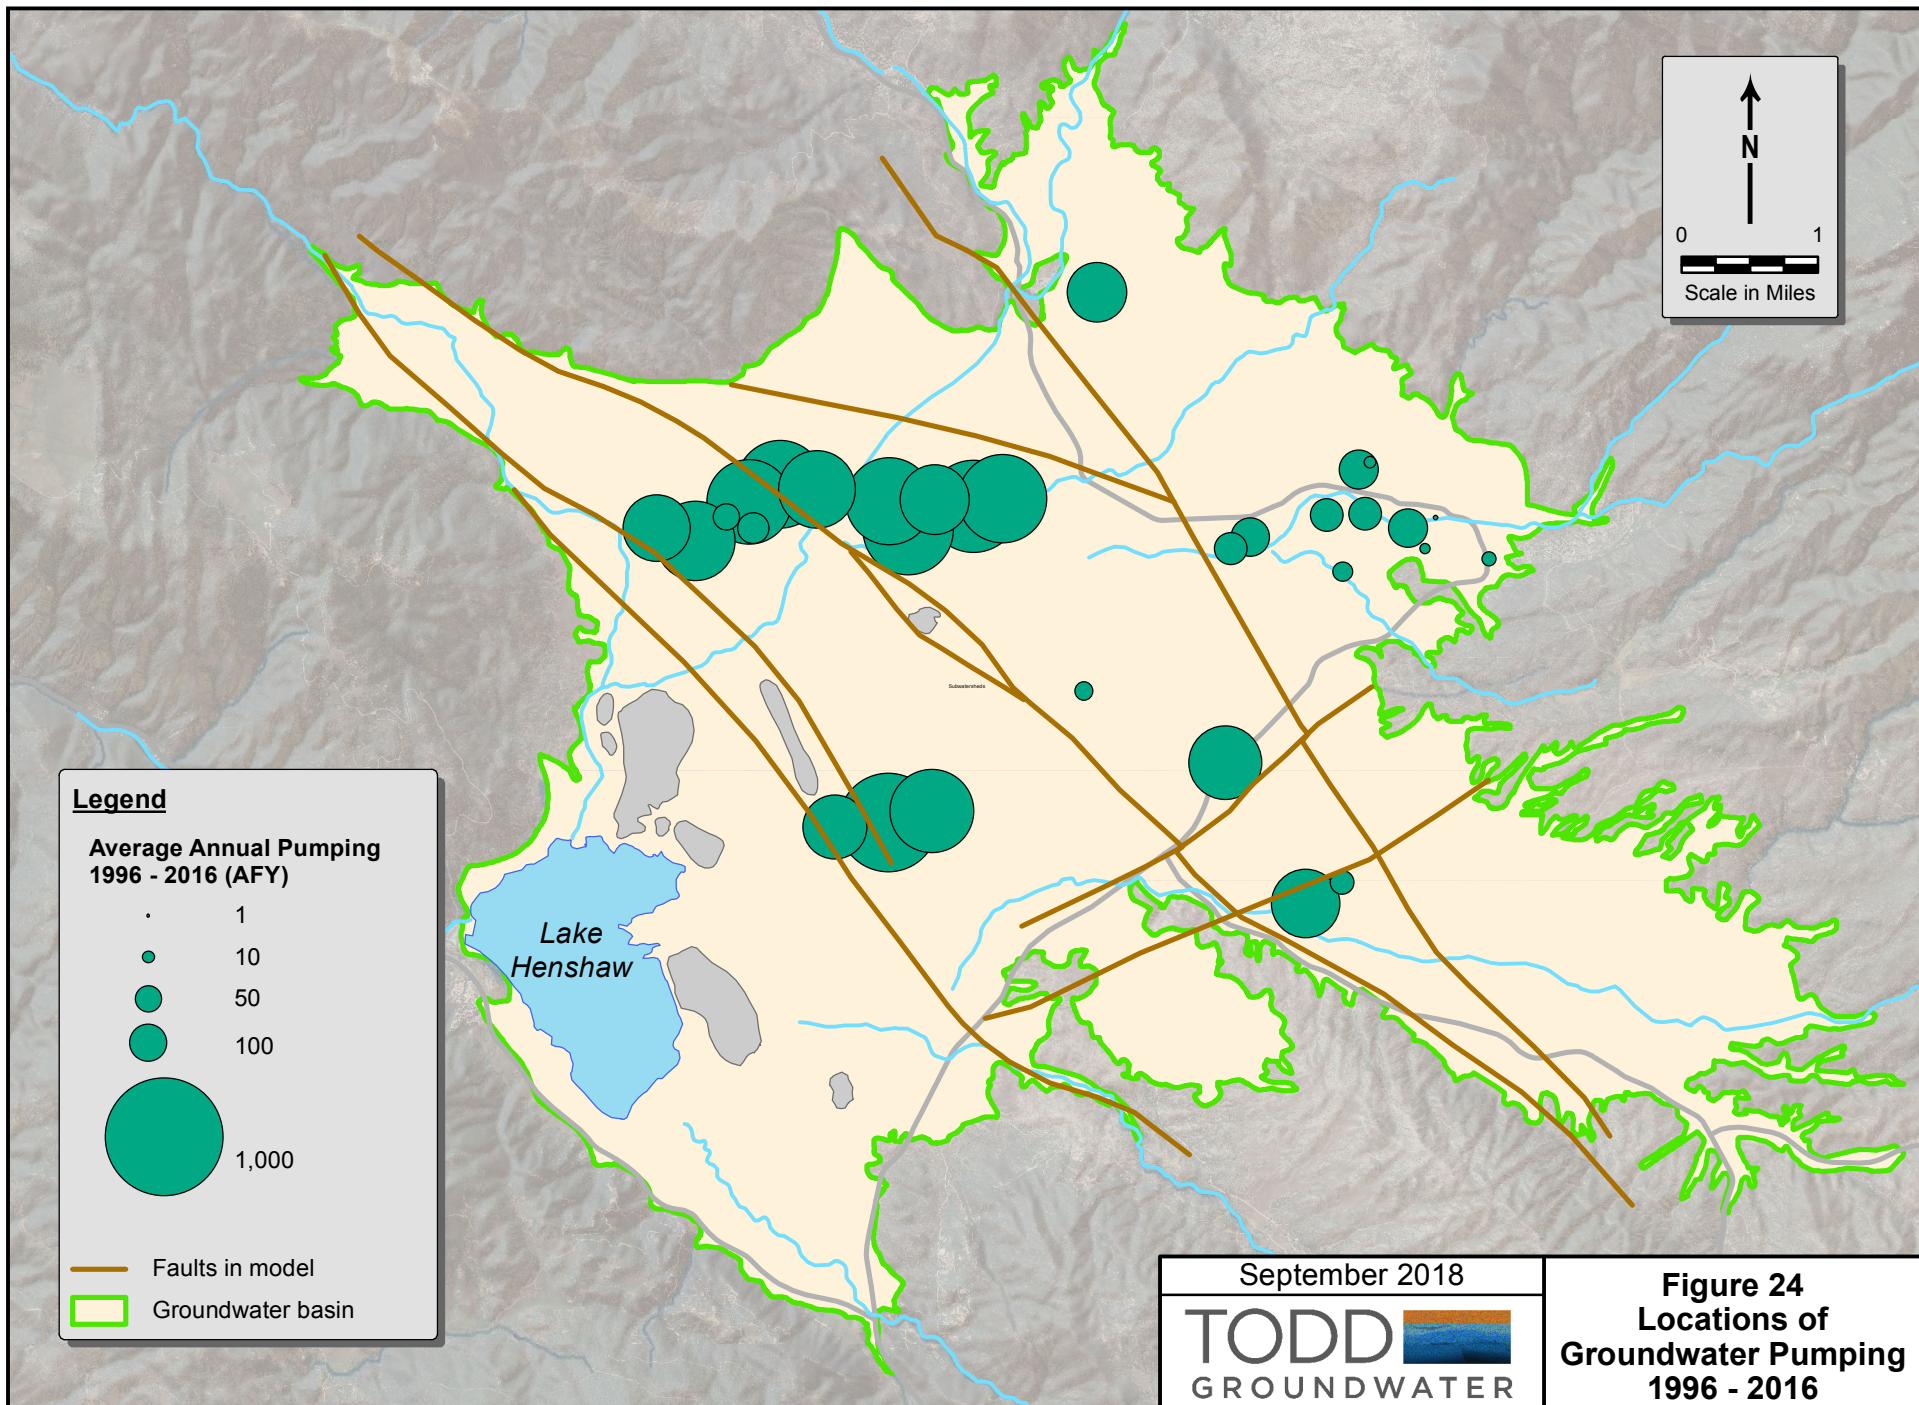 N
0 1
Scale in Miles
Subwatersheds
Legend
Average Annual Pumping
1996 - 2016 (AFY)
1
10
50
100
1,000
Faults in model
Groundwater basin
Lake
Henshaw
September 2018
TODD
GROUNDWATER
Figure 24
Locations of
Groundwater Pumping
1996 - 2016